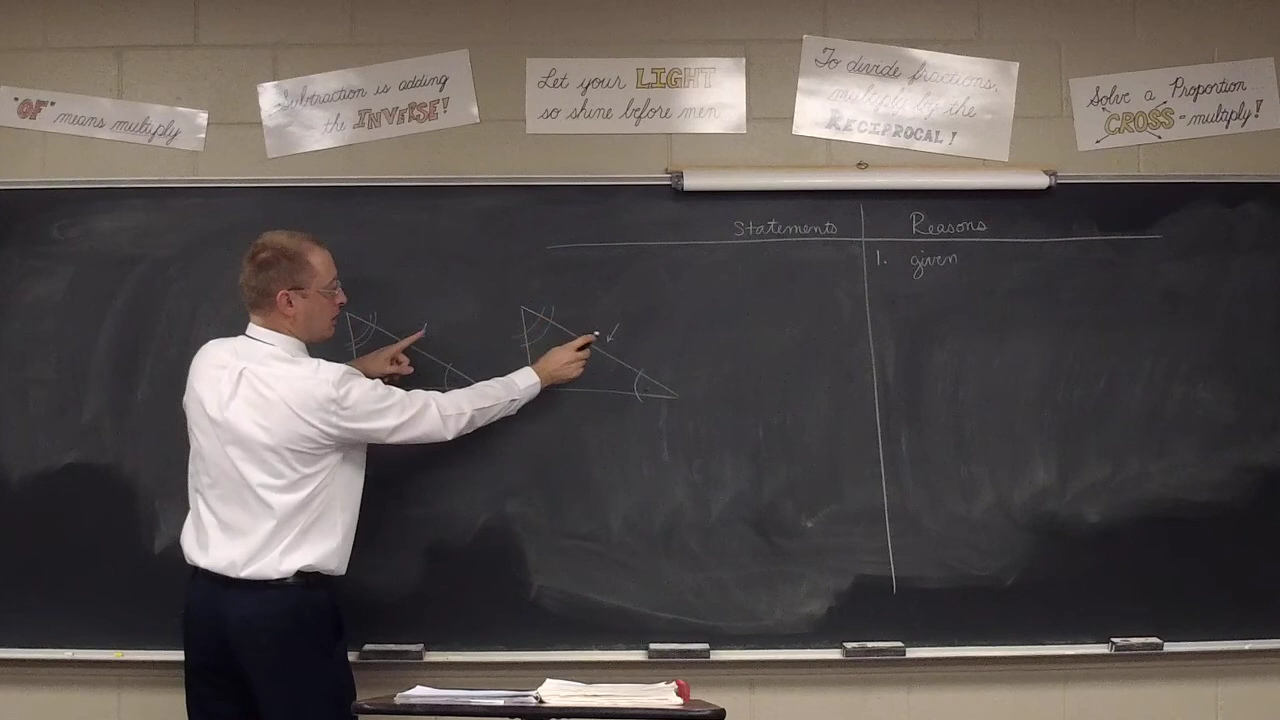 "OF" means multiply
Subtraction is adding
the INVERSE!
Let your LIGHT
so shine before men
To divide fractions,
multiply by the
RECIPROCAL!
Solve a Proportion...
CROSS-multiply!
Statements
Reasons
1. given